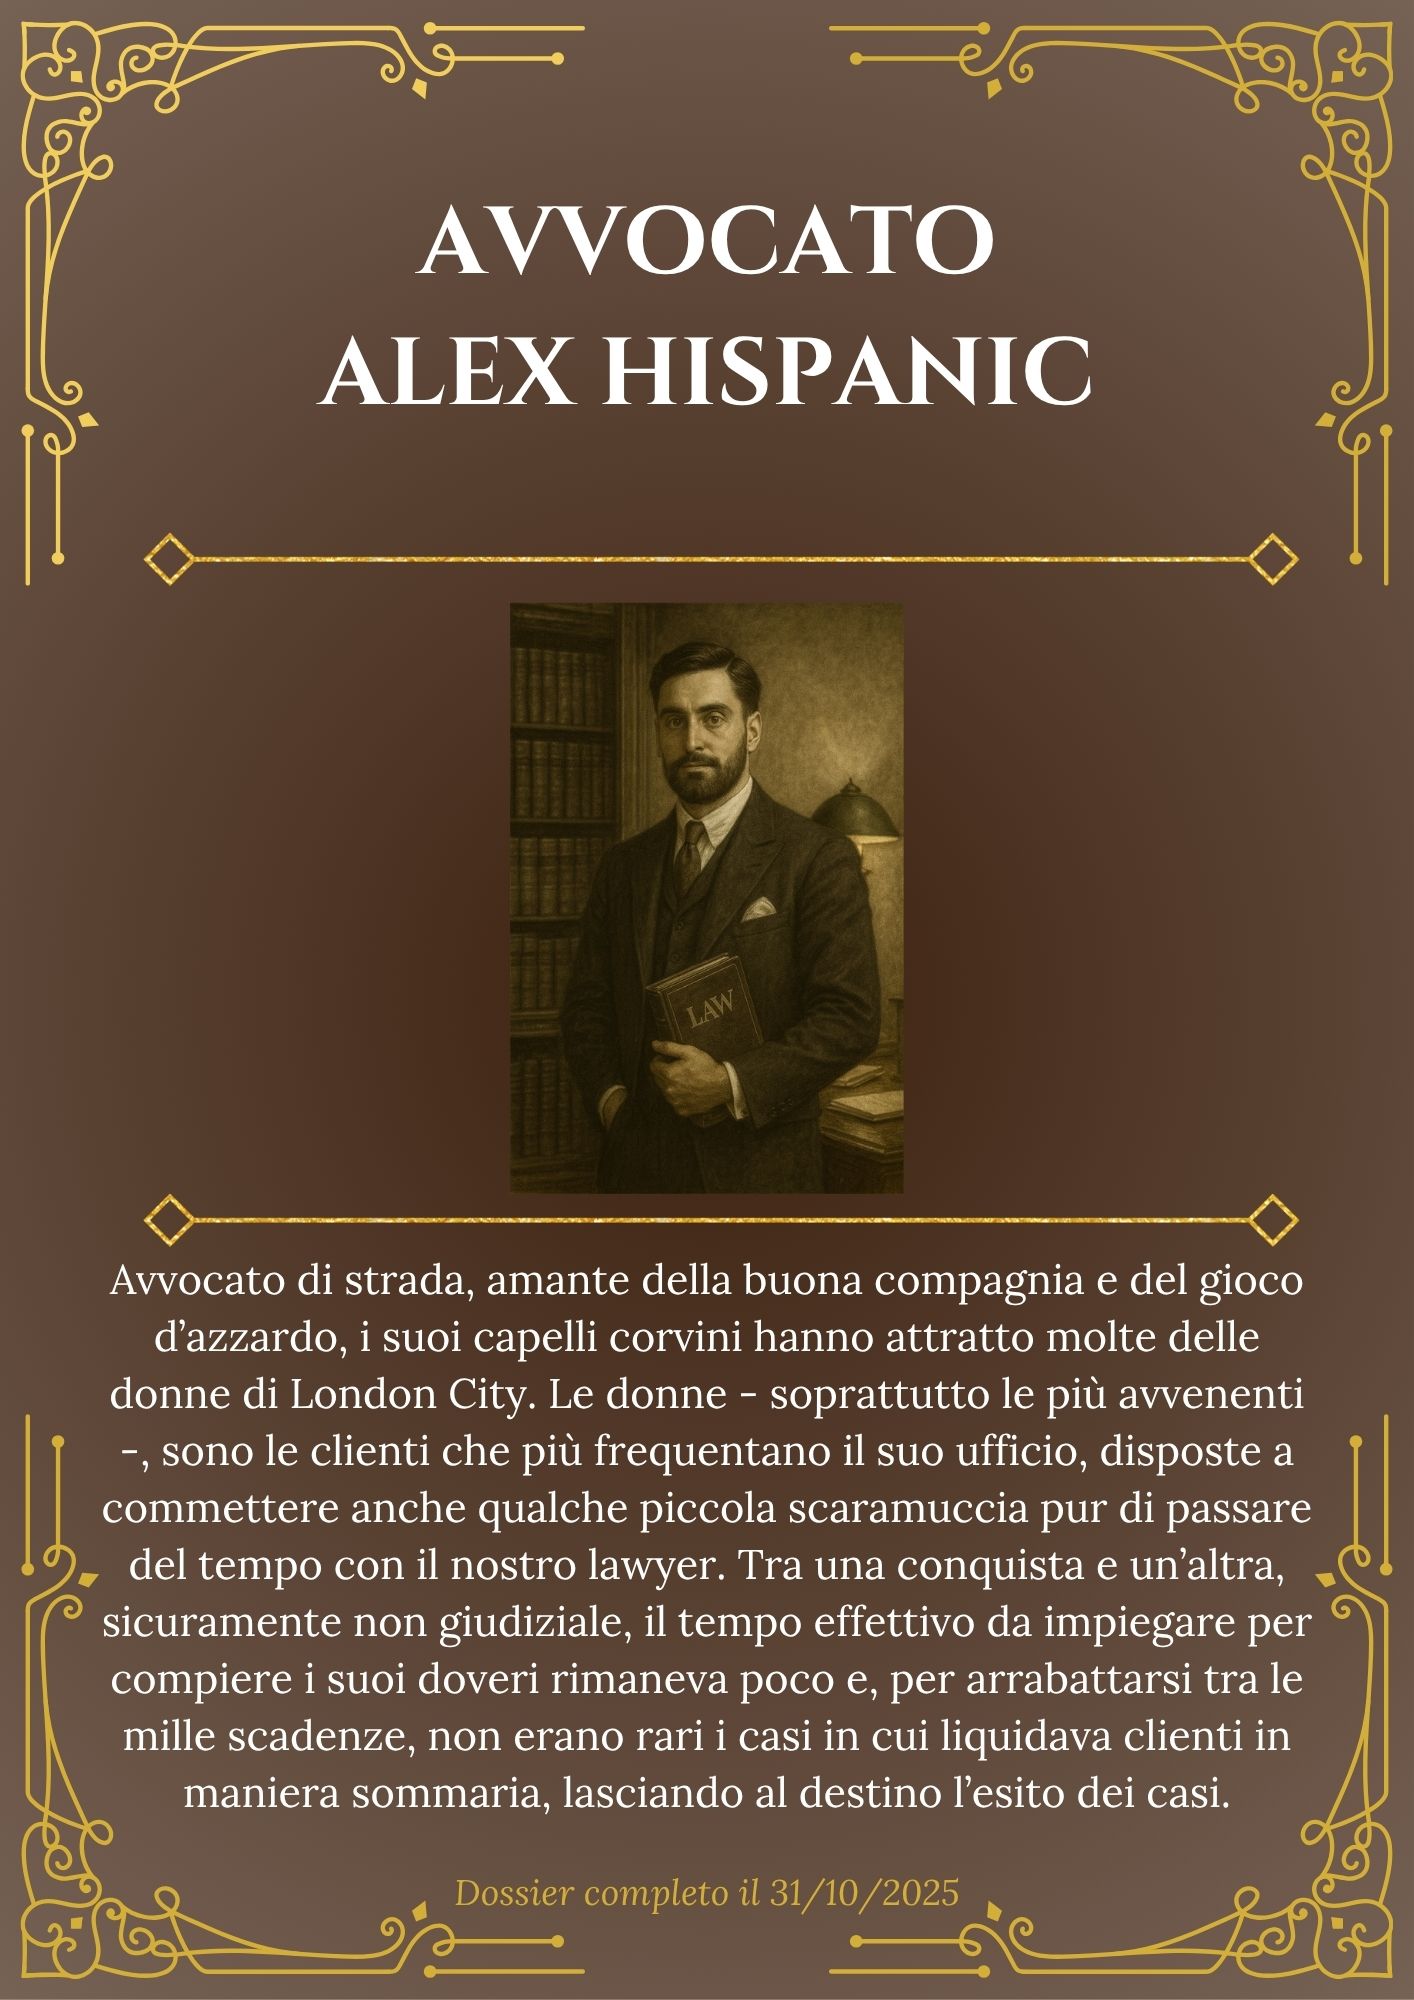 AVVOCATO
ALEX HISPANIC
LAW
Avvocato di strada, amante della buona compagnia e del gioco
d’azzardo, i suoi capelli corvini hanno attratto molte delle
donne di London City. Le donne - soprattutto le più avvenenti
-, sono le clienti che più frequentano il suo ufficio, disposte a
commettere anche qualche piccola scaramuccia pur di passare
del tempo con il nostro lawyer. Tra una conquista e un’altra,
sicuramente non giudiziale, il tempo effettivo da impiegare per
compiere i suoi doveri rimaneva poco e, per arrabattarsi tra le
mille scadenze, non erano rari i casi in cui liquidava clienti in
maniera sommaria, lasciando al destino l’esito dei casi.
Dossier completo il 31/10/2025